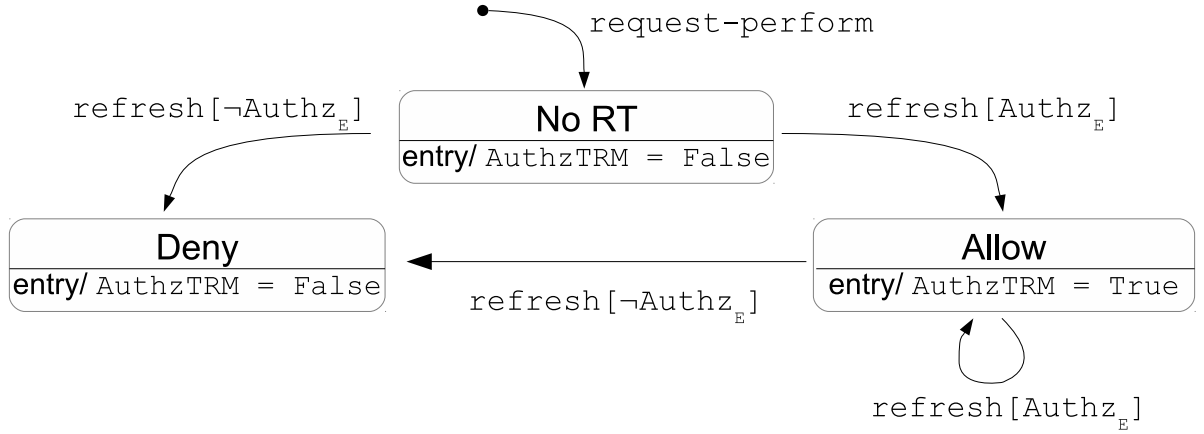 request-perform
refresh[¬Authz_E]
No RT
refresh[Authz_E]
entry/ AuthzTRM = False
Deny
entry/ AuthzTRM = False
Allow
entry/ AuthzTRM = True
refresh[¬Authz_E]
refresh[Authz_E]